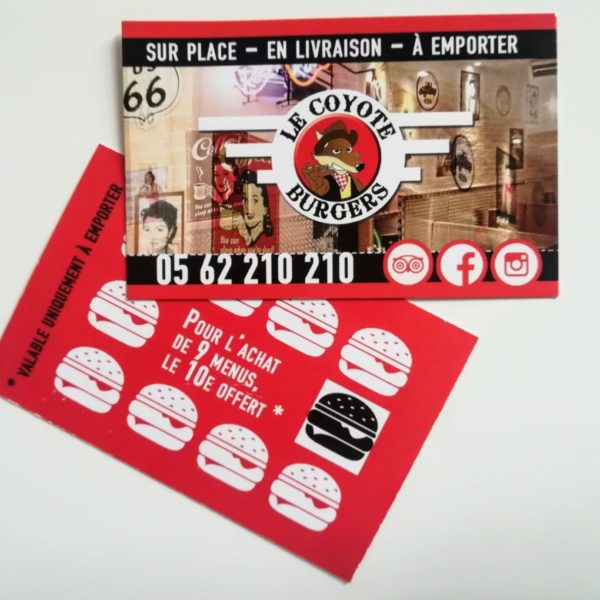 SUR PLACE – EN LIVRAISON – À EMPORTER
US
66
LE COYOTE
BURGERS
05 62 210 210
* VALABLE UNIQUEMENT À EMPORTER
POUR L'ACHAT
DE 9 MENUS,
LE 10E OFFERT *